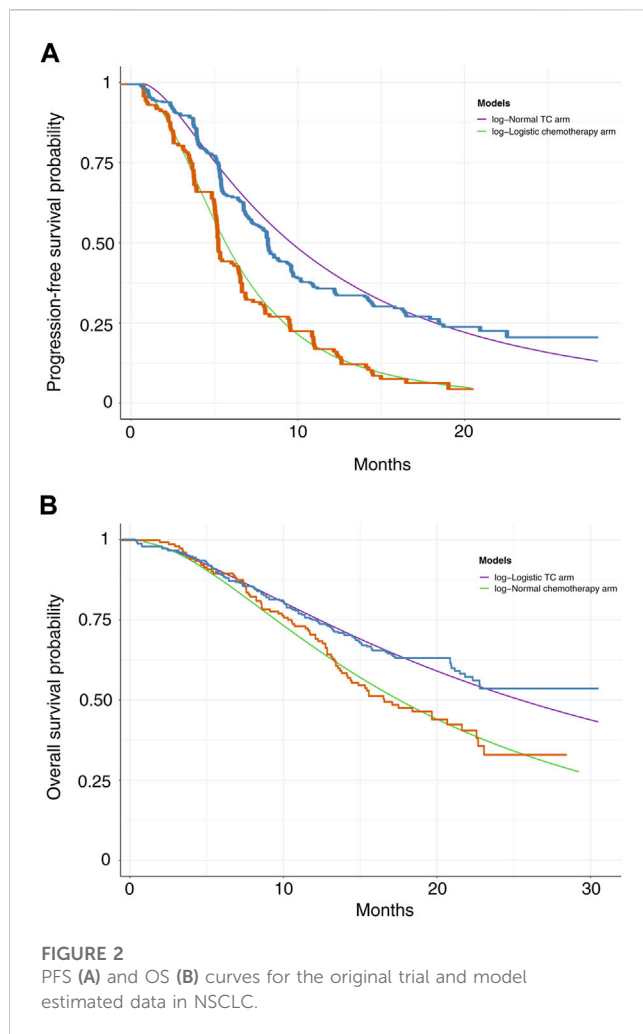 A
Progression-free survival probability
1
0.75
0.50
0.25
0
Models
log−Normal TC arm
log−Logistic chemotherapy arm
0
10
20
Months
B
Overall survival probability
1
0.75
0.50
0.25
0
Models
log−Logistic TC arm
log−Normal chemotherapy arm
0
10
20
30
Months
FIGURE 2
PFS (A) and OS (B) curves for the original trial and model
estimated data in NSCLC.